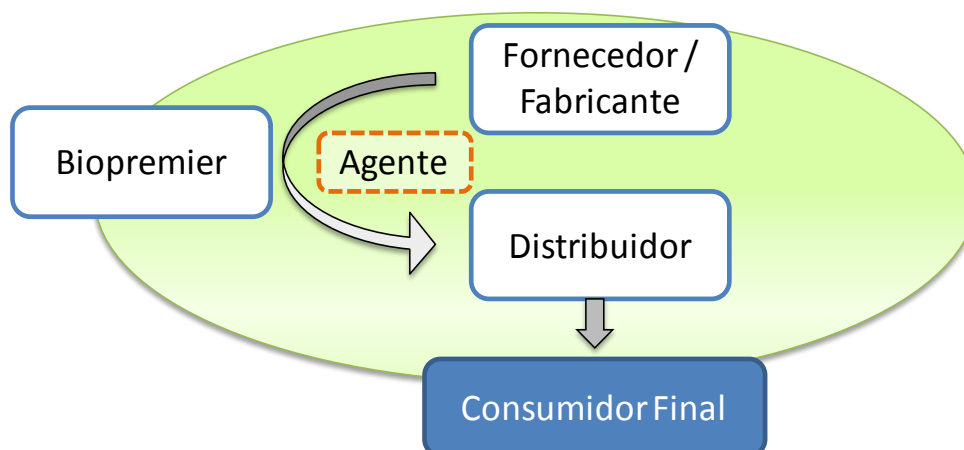 Fornecedor /
Fabricante
Biopremier
Agente
Distribuidor
Consumidor Final